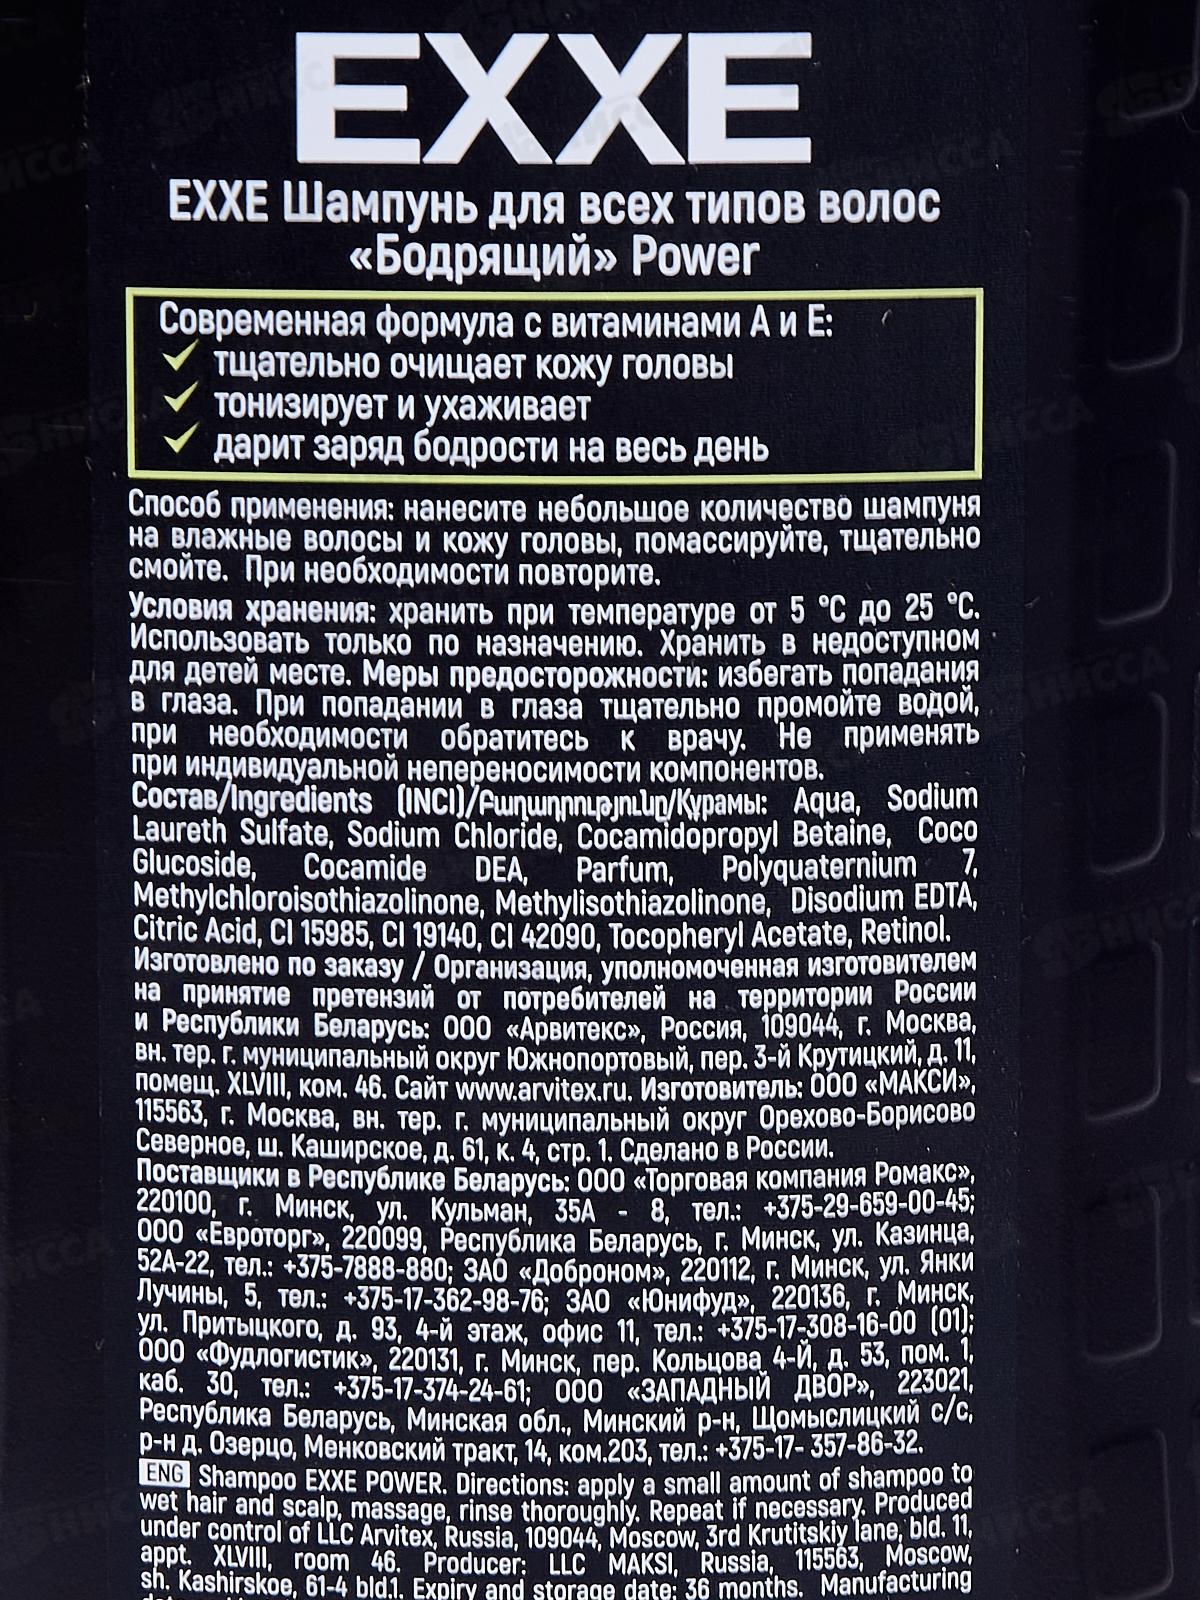 EXXE
EXXE Шампунь для всех типов волос
«Бодрящий» Power
Современная формула с витаминами А и Е:
тщательно очищает кожу головы
тонизирует и ухаживает
дарит заряд бодрости на весь день
Способ применения: нанесите небольшое количество шампуня
на влажные волосы и кожу головы, помассируйте, тщательно
смойте. При необходимости повторите.
Условия хранения: хранить при температуре от 5 °С до 25 °С.
Использовать только по назначению. Хранить в недоступном
для детей месте. Меры предосторожности: избегать попадания
в глаза. При попадании в глаза тщательно промойте водой,
при необходимости обратитесь к врачу. Не применять
при индивидуальной непереносимости компонентов.
Состав/Ingredients (INCI)/Բաղադրությունը/Құрамы: Aqua, Sodium
Laureth Sulfate, Sodium Chloride, Cocamidopropyl Betaine, Coco
Glucoside, Cocamide DEA, Parfum, Polyquaternium 7,
Methylchloroisothiazolinone, Methylisothiazolinone, Disodium EDTA,
Citric Acid, CI 15985, CI 19140, CI 42090, Tocopheryl Acetate, Retinol.
Изготовлено по заказу / Организация, уполномоченная изготовителем
на принятие претензий от потребителей на территории России
и Республики Беларусь: ООО «Арвитекс», Россия, 109044, г. Москва,
вн. тер. г. муниципальный округ Южнопортовый, пер. 3-й Крутицкий, д. 11,
помещ. XLVIII, ком. 46. Сайт www.arvitex.ru. Изготовитель: ООО «МАКСИ»,
115563, г. Москва, вн. тер. г. муниципальный округ Орехово-Борисово
Северное, ш. Каширское, д. 61, к. 4, стр. 1. Сделано в России.
Поставщики в Республике Беларусь: ООО «Торговая компания Ромакс»,
220100, г. Минск, ул. Кульман, 35А - 8, тел.: +375-29-659-00-45;
ООО «Евроторг», 220099, Республика Беларусь, г. Минск, ул. Казинца,
52А-22, тел.: +375-7888-880; ЗАО «Доброном», 220112, г. Минск, ул. Янки
Лучины, 5, тел.: +375-17-362-98-76; ЗАО «Юнифуд», 220136, г. Минск,
ул. Притыцкого, д. 93, 4-й этаж, офис 11, тел.: +375-17-308-16-00 (01);
ООО «Фудлогистик», 220131, г. Минск, пер. Кольцова 4-Й, д. 53, пом. 1,
каб. 30, тел.: +375-17-374-24-61; ООО «ЗАПАДНЫЙ ДВОР», 223021,
Республика Беларусь, Минская обл., Минский р-н, Щомыслицкий с/с,
р-н д. Озерцо, Менковский тракт, 14, ком.203, тел.: +375-17- 357-86-32.
ENG Shampoo EXXE POWER. Directions: apply a small amount of shampoo to
wet hair and scalp, massage, rinse thoroughly. Repeat if necessary. Produced
under control of LLC Arvitex, Russia, 109044, Moscow, 3rd Krutitskiy lane, bld. 11,
appt. XLVIII, room 46. Producer: LLC MAKSI, Russia, 115563, Moscow,
sh. Kashirskoe, 61-4 bld.1. Expiry and storage date: 36 months. Manufacturing